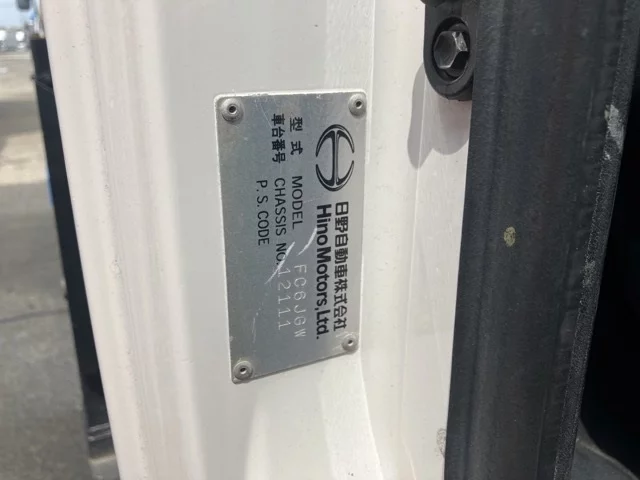 日野自動車株式会社
Hino Motors, Ltd.
型式 MODEL FC6JGW
車台番号 CHASSIS NO. 12111
P.S.CODE